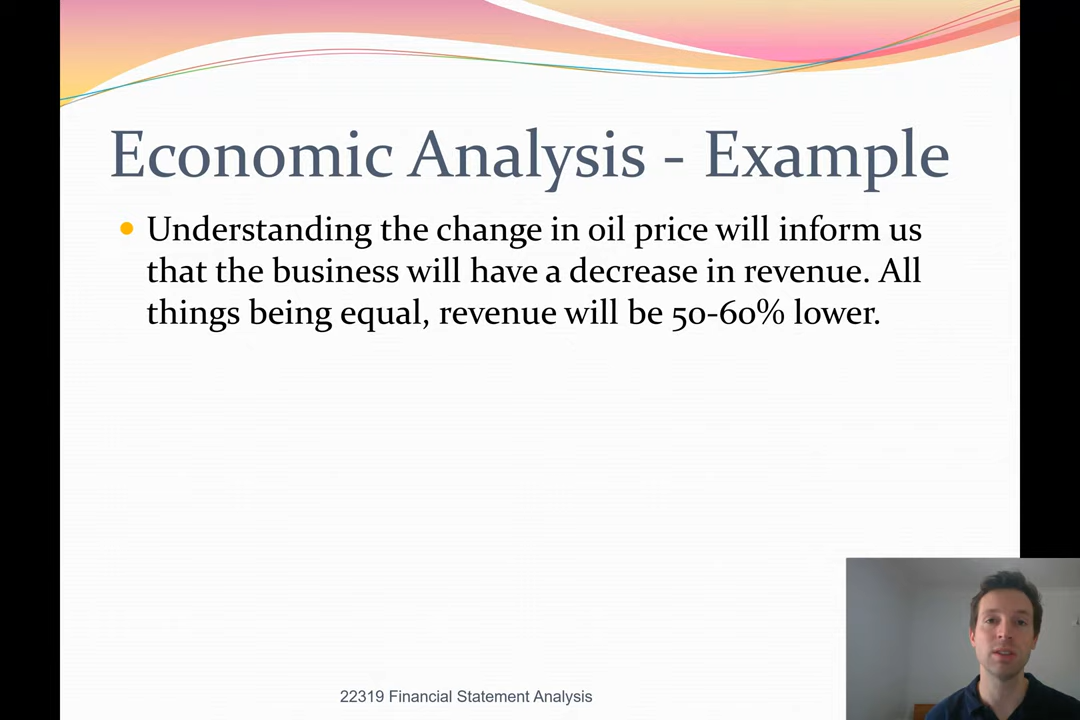 Economic Analysis - Example
Understanding the change in oil price will inform us
that the business will have a decrease in revenue. All
things being equal, revenue will be 50-60% lower.
22319 Financial Statement Analysis